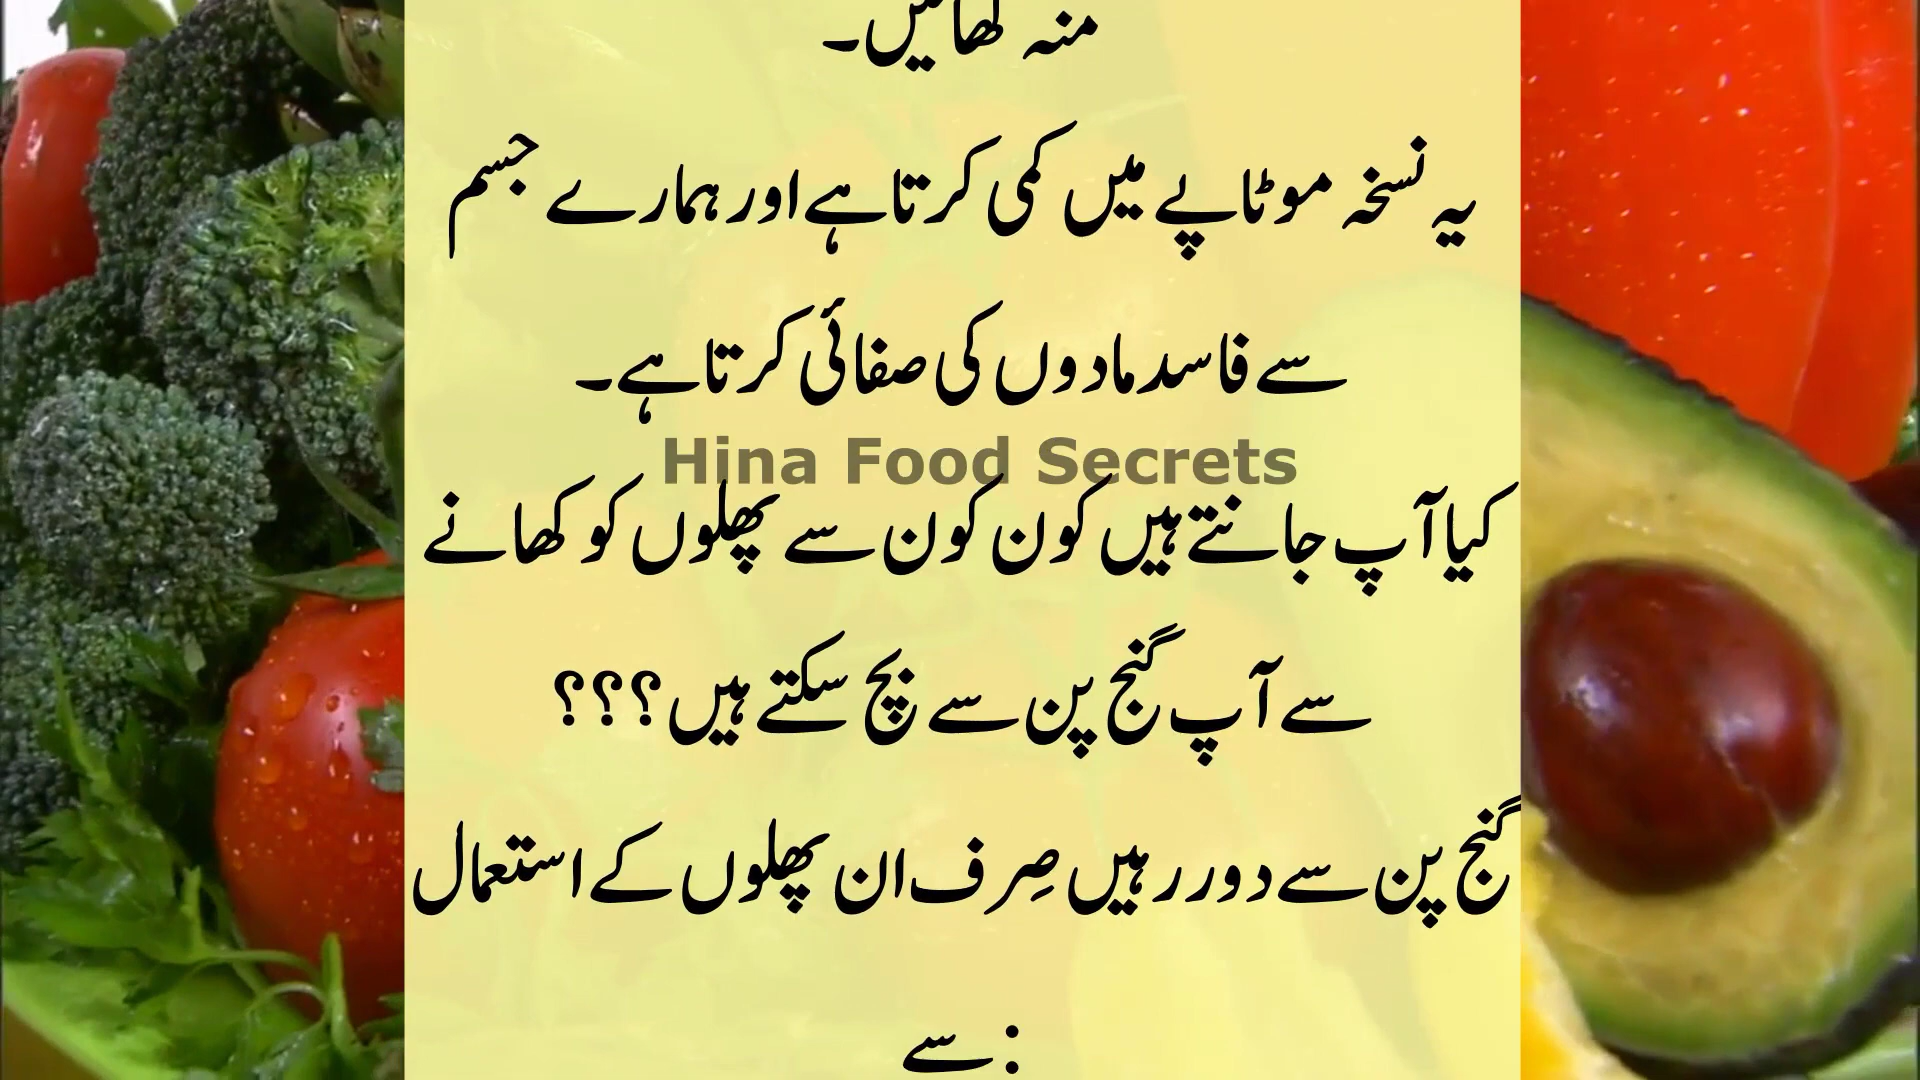 منہ کھائیں۔
یہ نسخہ موٹاپے میں کمی کرتا ہے اور ہمارے جسم
سے فاسد مادوں کی صفائی کرتا ہے۔
Hina Food Secrets
کیا آپ جانتے ہیں کون کون سے پھلوں کو کھانے
سے آپ گنج پن سے بچ سکتے ہیں؟؟؟
گنج پن سے دور رہیں صِرف ان پھلوں کے استعمال
سے: